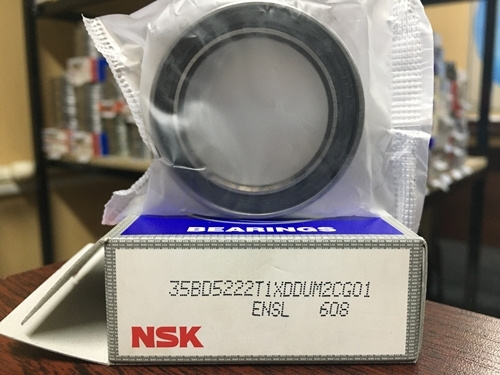 BEARINGS
35BD5222T1XDDUM2CG01
ENSL 608
NSK